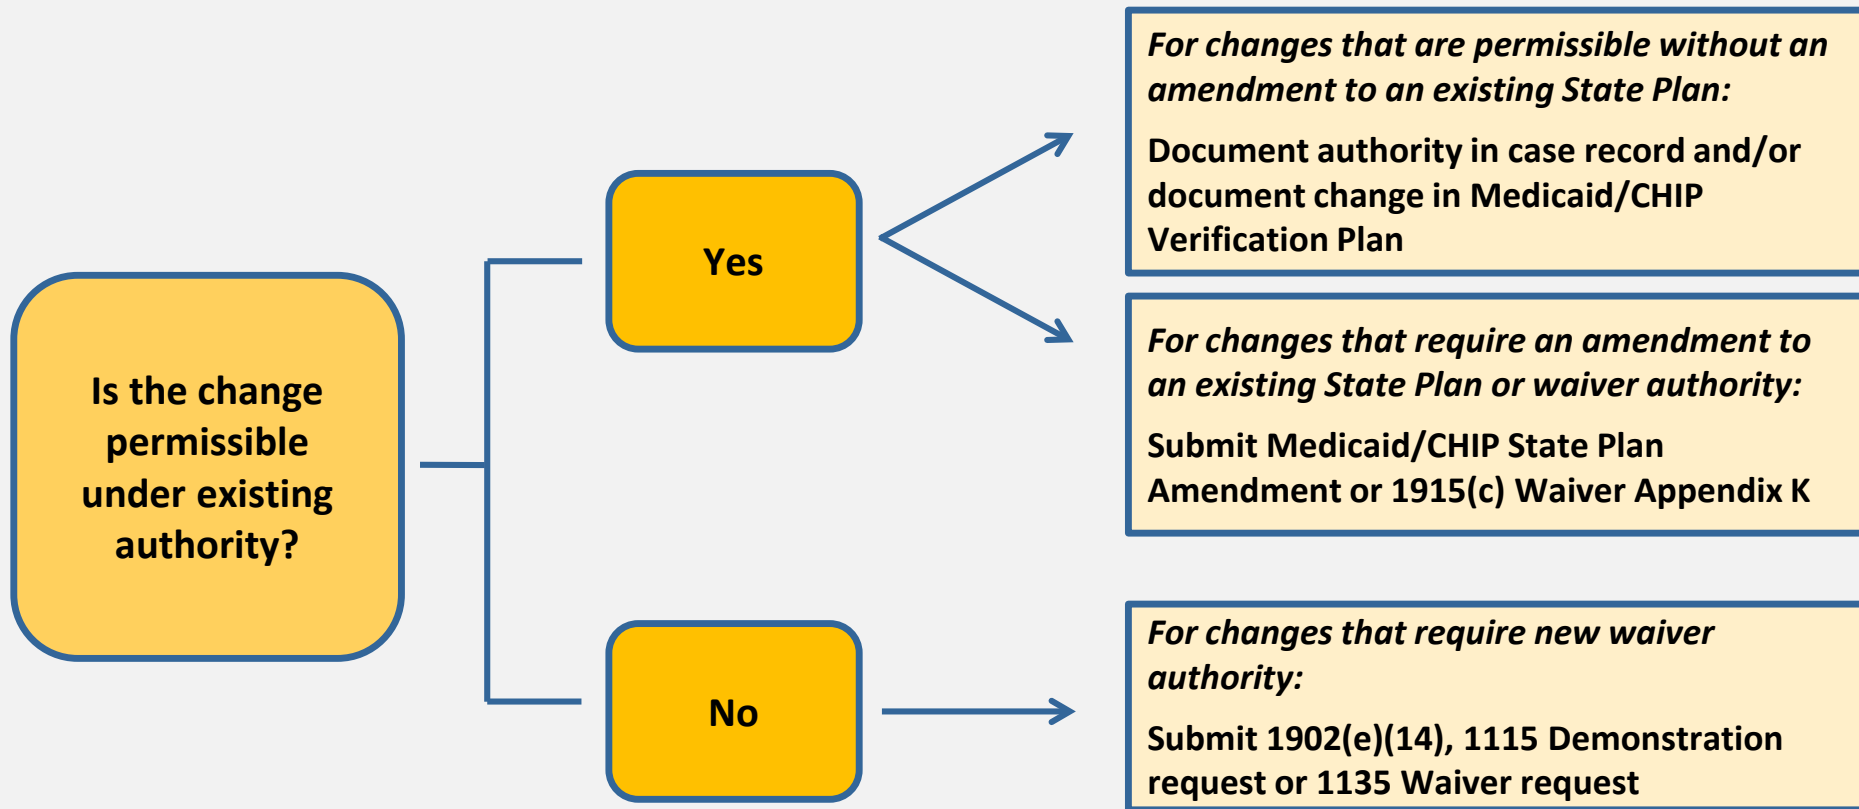 Is the change
permissible
under existing
authority?
Yes
For changes that are permissible without an
amendment to an existing State Plan:
Document authority in case record and/or
document change in Medicaid/CHIP
Verification Plan
For changes that require an amendment to
an existing State Plan or waiver authority:
Submit Medicaid/CHIP State Plan
Amendment or 1915(c) Waiver Appendix K
No
For changes that require new waiver
authority:
Submit 1902(e)(14), 1115 Demonstration
request or 1135 Waiver request